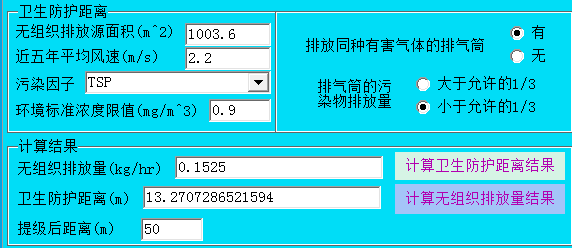 卫生防护距离
无组织排放源面积(m^2) 1003.6
近五年平均风速(m/s) 2.2
污染因子 TSP
环境标准浓度限值(mg/m^3) 0.9
排放同种有害气体的排气筒
有
无
排气筒的污
染物排放量
大于允许的1/3
小于允许的1/3
计算结果
无组织排放量(kg/hr) 0.1525
计算卫生防护距离结果
卫生防护距离(m) 13.2707286521594
计算无组织排放量结果
提级后距离(m) 50